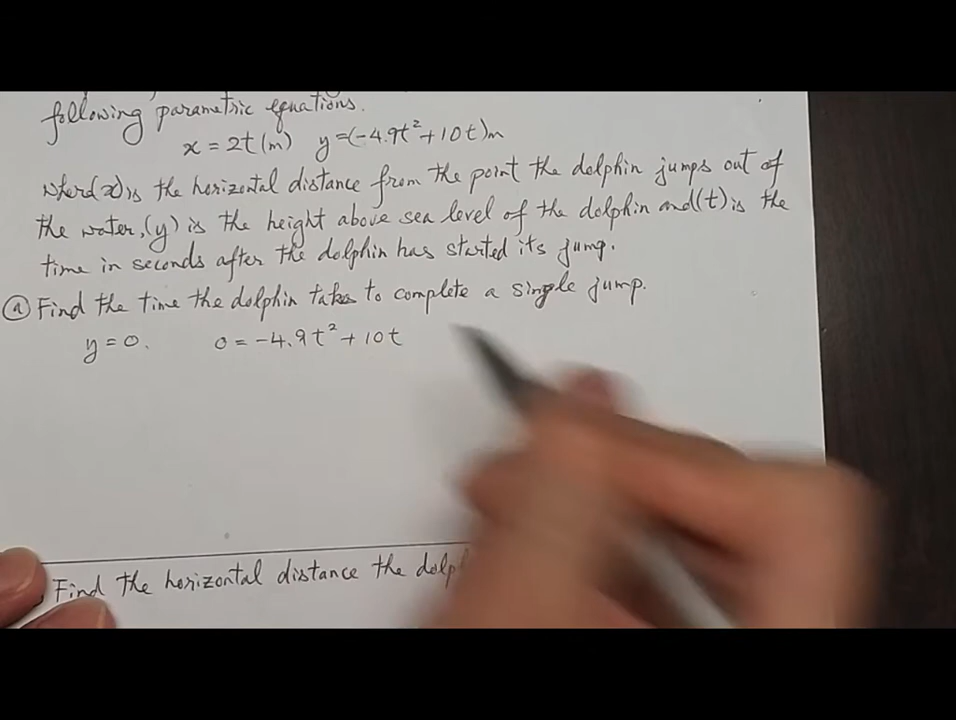 following parametric equations.
x = 2t (m) y = (-4.9t² + 10t) m
where (x) is the horizontal distance from the point the dolphin jumps out of
the water, (y) is the height above sea level of the dolphin and (t) is the
time in seconds after the dolphin has started its jump.
ⓐ Find the time the dolphin takes to complete a single jump.
y = 0. 0 = -4.9t² + 10t
Find the horizontal distance the dolp